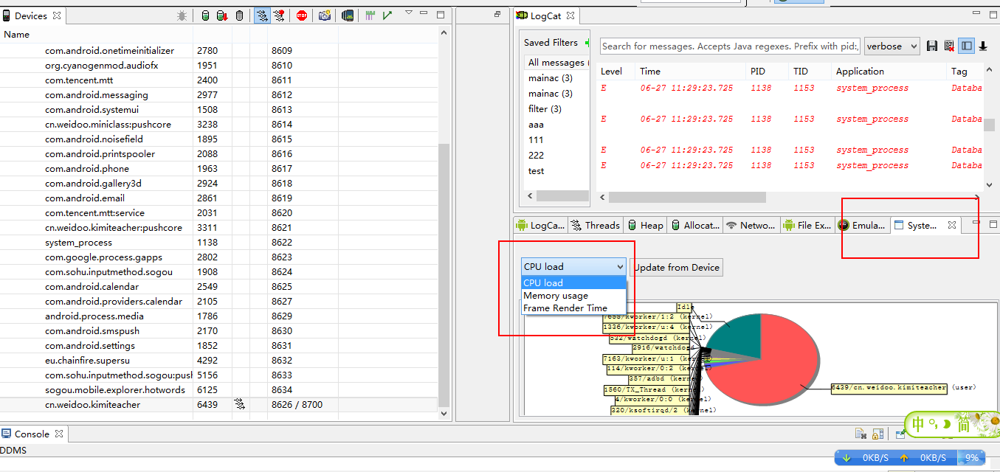 Devices
Name
com.android.onetimeinitializer 2780 8609
org.cyanogenmod.audiofx 1951 8610
com.tencent.mtt 2400 8611
com.android.messaging 2977 8612
com.android.systemui 1508 8613
cn.weidoo.miniclass:pushcore 3238 8614
com.android.noisefield 1895 8615
com.android.printspooler 2088 8616
com.android.phone 1963 8617
com.android.gallery3d 2924 8618
com.android.email 2861 8619
com.tencent.mtt:service 2031 8620
cn.weidoo.kimiteacher:pushcore 3311 8621
system_process 1138 8622
com.google.process.gapps 2802 8623
com.sohu.inputmethod.sogou 1908 8624
com.android.calendar 2549 8625
com.android.providers.calendar 2105 8627
android.process.media 1786 8629
com.android.smspush 2170 8630
com.android.settings 1852 8631
eu.chainfire.supersu 4292 8632
com.sohu.inputmethod.sogou:pusl 5156 8633
sogou.mobile.explorer.hotwords 6125 8634
cn.weidoo.kimiteacher 6439 8626 / 8700
LogCat
Saved Filters
All messages (
mainac (3)
mainac (3)
filter (3)
aaa
111
222
test
Search for messages. Accepts Java regexes. Prefix with pid:, verbose
Level Time PID TID Application Tag
E 06-27 11:29:23.725 1138 1153 system_process Databa
E 06-27 11:29:23.725 1138 1153 system_process Databa
E 06-27 11:29:23.725 1138 1153 system_process Databa
E 06-27 11:29:23.725 1138 1153 system_process Databa
LogCa... Threads Heap Allocat... Netwo... File Ex... Emula... Syste...
CPU load Update from Device
CPU load
Memory usage
Frame Render Time
Idle
7653/kworker/1:2 (kernel)
1336/kworker/u:4 (kernel)
532/watchdogd (kernel)
2916/watchdogd
7163/kworker/u:1 (kernel)
114/kworker/0:2 (kernel)
357/adbd (kernel)
1560/TX_Thread (kernel)
4/kworker/0:0 (kernel)
320/ksoftirqd/2 (kernel)
6439/cn.weidoo.kimiteacher (user)
中 简
Console
DDMS
0KB/S 0KB/S 9%